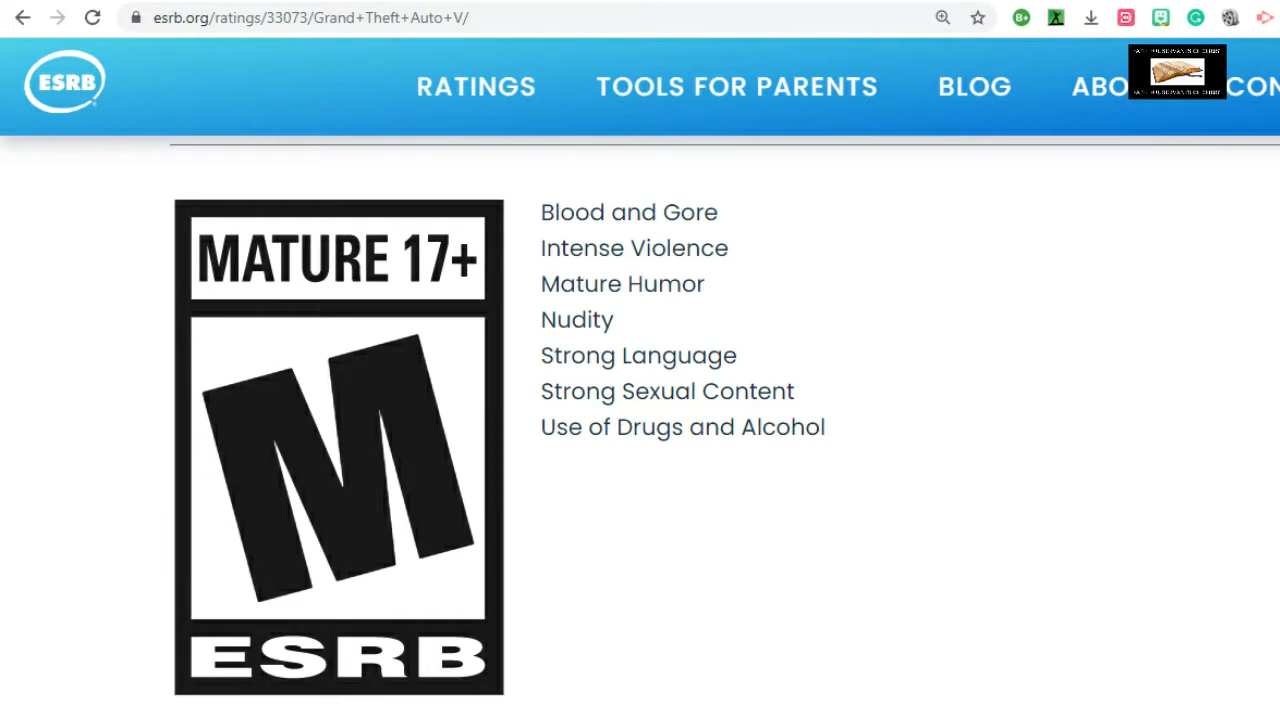 esrb.org/ratings/33073/Grand+Theft+Auto+V/
ESRB
RATINGS
TOOLS FOR PARENTS
BLOG
ABO
CON
MATURE 17+
M
ESRB
Blood and Gore
Intense Violence
Mature Humor
Nudity
Strong Language
Strong Sexual Content
Use of Drugs and Alcohol